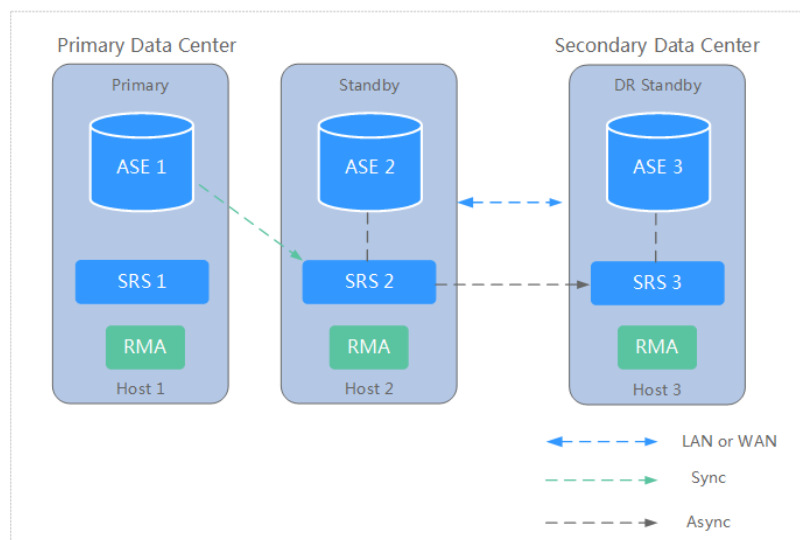 Primary Data Center
Secondary Data Center
Primary
Standby
DR Standby
ASE 1
ASE 2
ASE 3
SRS 1
SRS 2
SRS 3
RMA
RMA
RMA
Host 1
Host 2
Host 3
LAN or WAN
Sync
Async